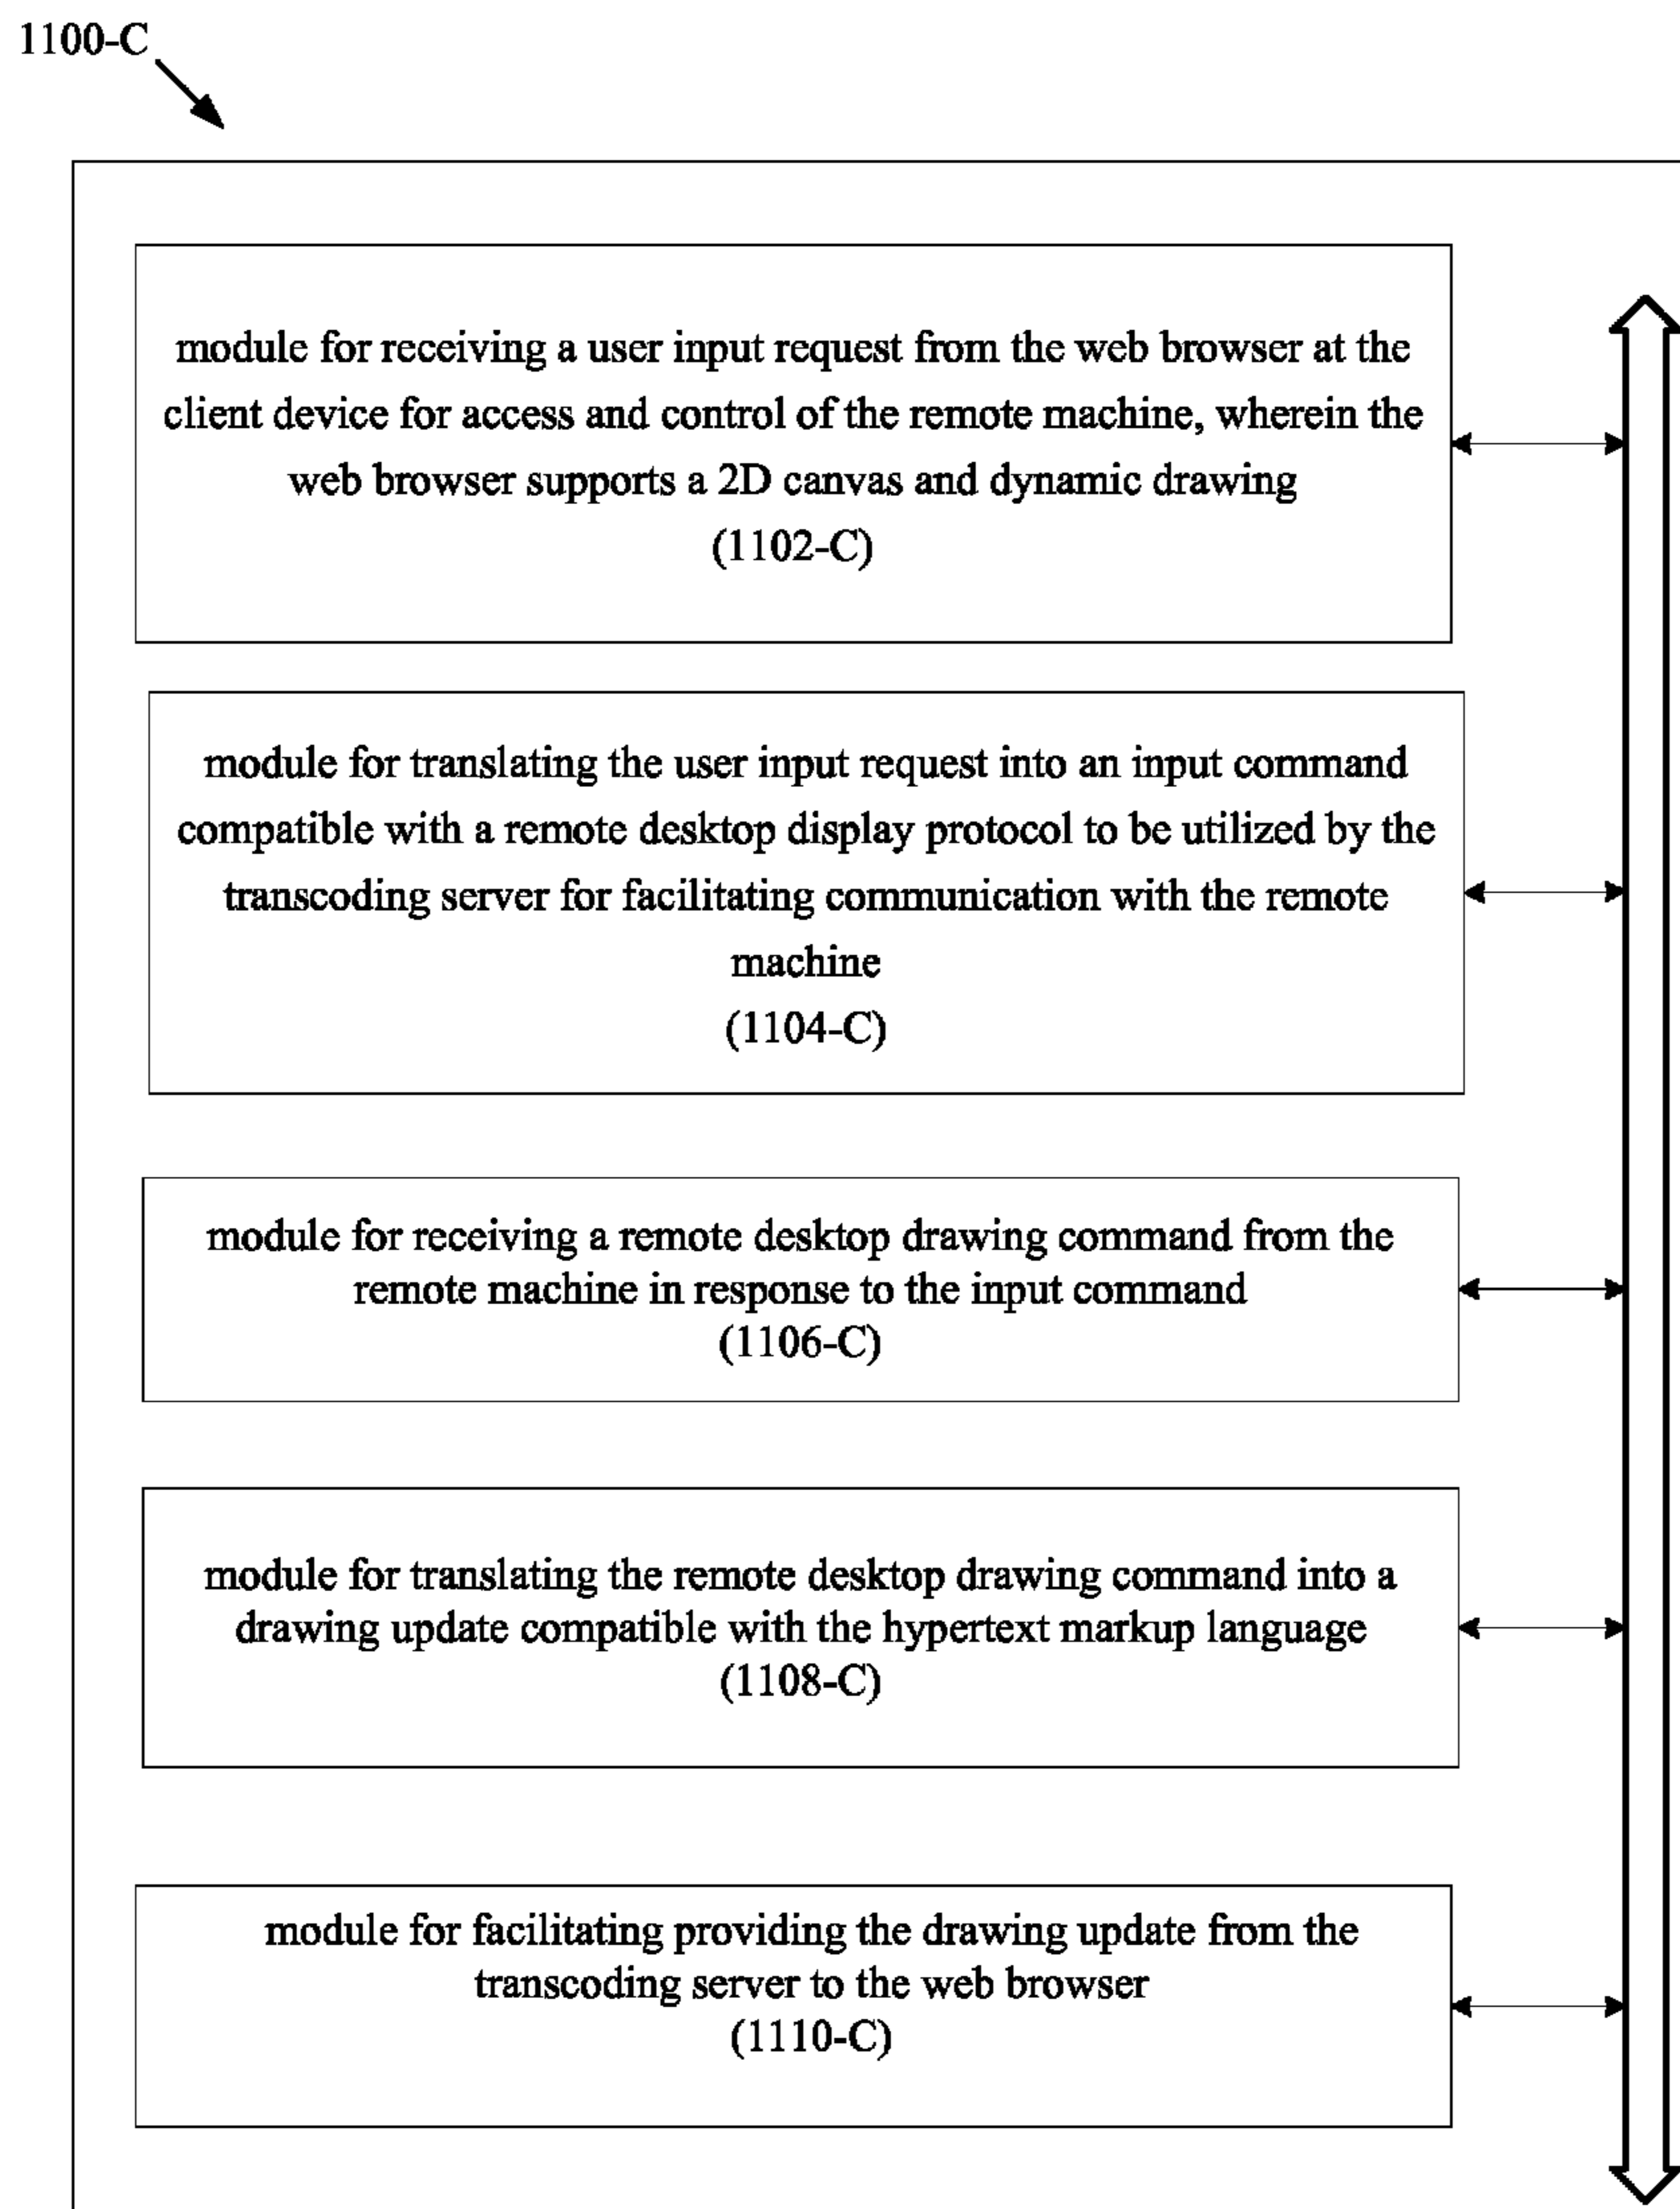 1100-C
module for receiving a user input request from the web browser at the
client device for access and control of the remote machine, wherein the
web browser supports a 2D canvas and dynamic drawing
(1102-C)
module for translating the user input request into an input command
compatible with a remote desktop display protocol to be utilized by the
transcoding server for facilitating communication with the remote
machine
(1104-C)
module for receiving a remote desktop drawing command from the
remote machine in response to the input command
(1106-C)
module for translating the remote desktop drawing command into a
drawing update compatible with the hypertext markup language
(1108-C)
module for facilitating providing the drawing update from the
transcoding server to the web browser
(1110-C)